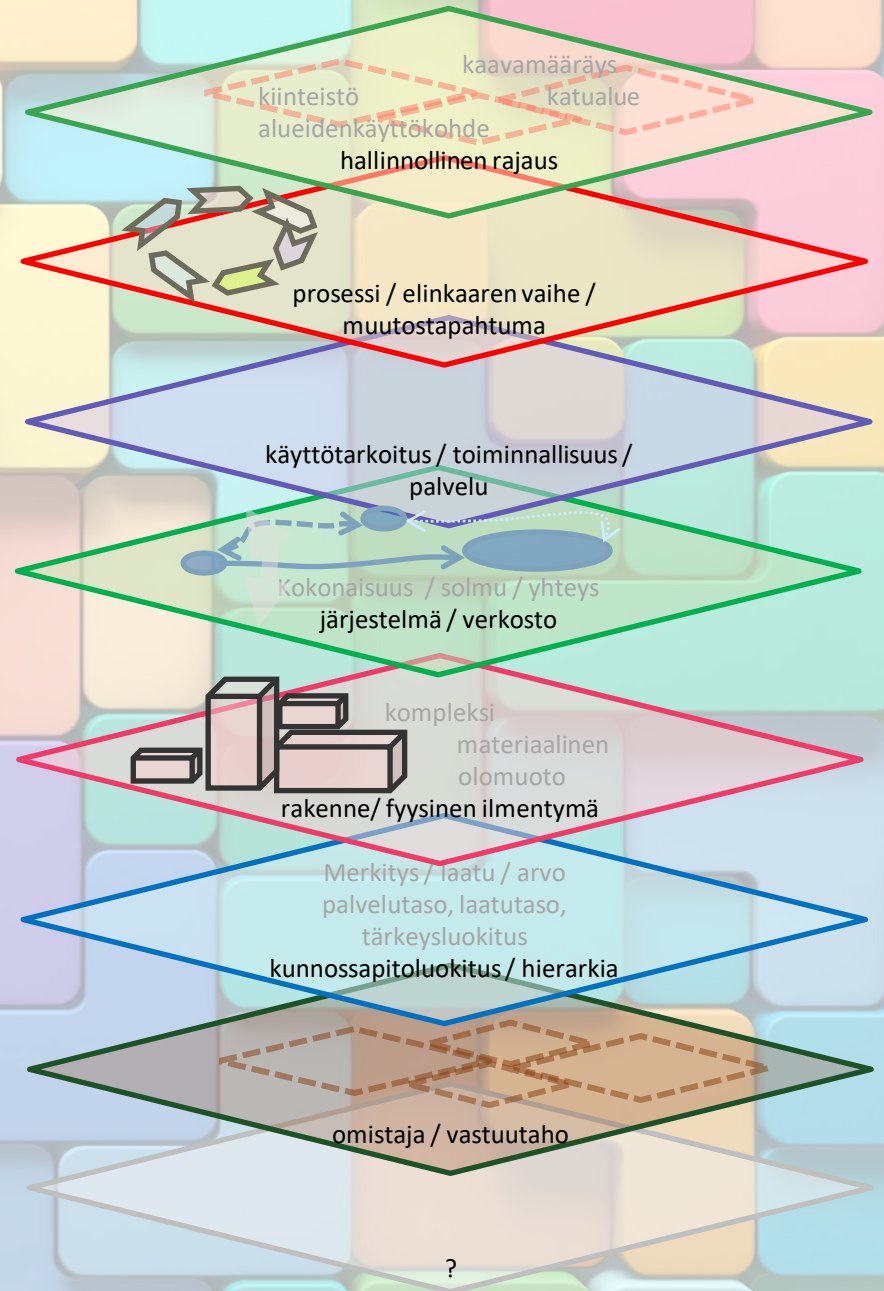 kaavamääräys
kiinteistö
katualue
alueidenkäyttökohde
hallinnollinen rajaus
prosessi / elinkaaren vaihe /
muutostapahtuma
käyttötarkoitus / toiminnallisuus /
palvelu
Kokonaisuus / solmu / yhteys
järjestelmä / verkosto
kompleksi
materiaalinen
olomuoto
rakenne/ fyysinen ilmentymä
Merkitys / laatu / arvo
palvelutaso, laatutaso,
tärkeysluokitus
kunnossapitoluokitus / hierarkia
omistaja / vastuutaho
?